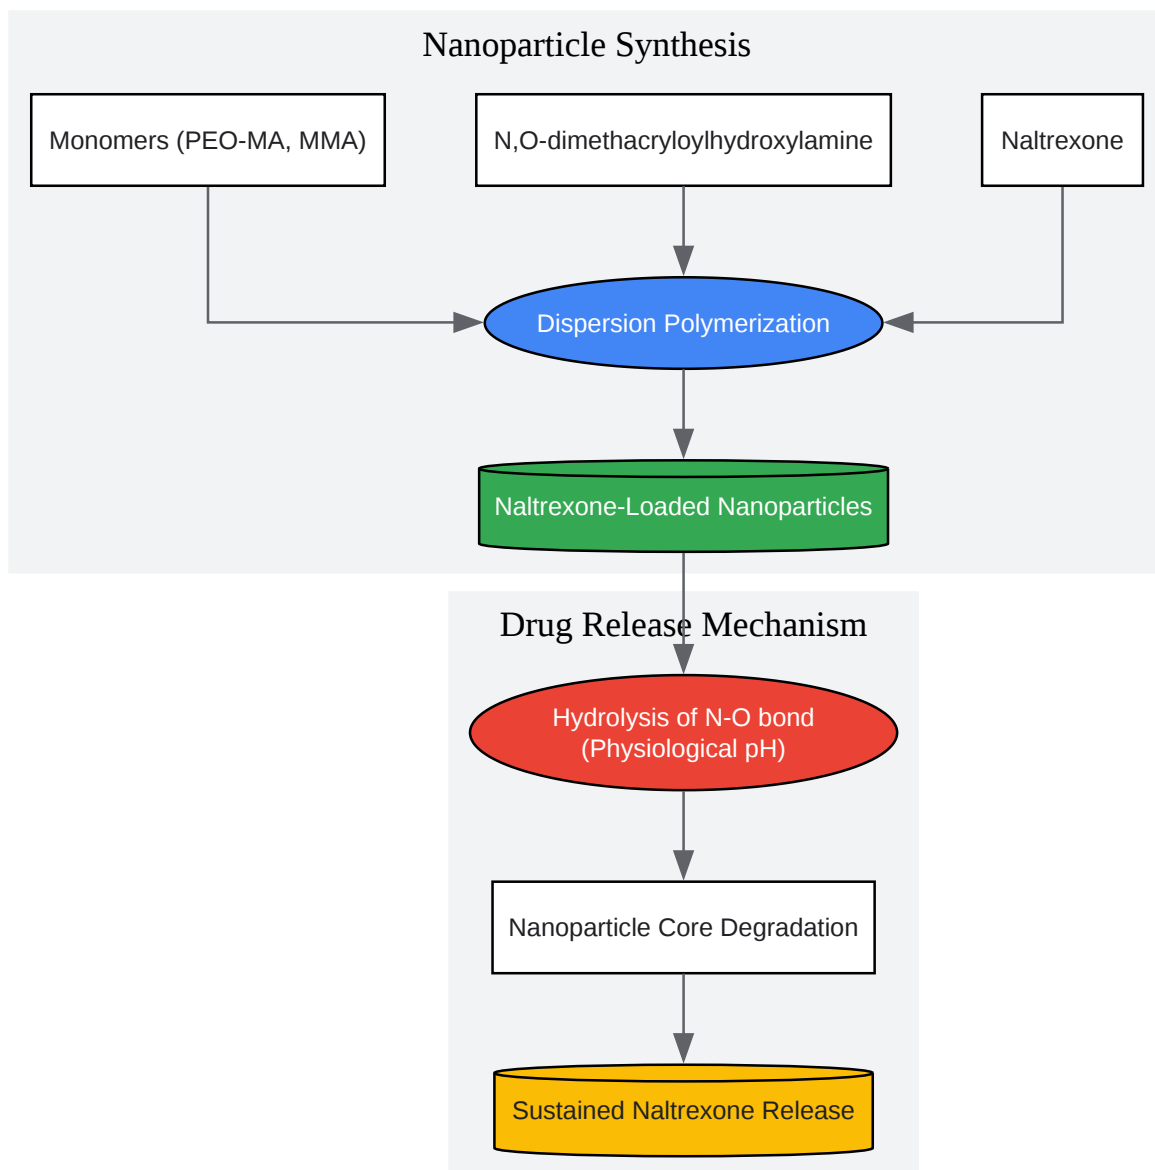 Nanoparticle Synthesis
Monomers (PEO-MA, MMA)
N,O-dimethacryloylhydroxylamine
Naltrexone
Dispersion Polymerization
Naltrexone-Loaded Nanoparticles
Drug Release Mechanism
Hydrolysis of N-O bond
(Physiological pH)
Nanoparticle Core Degradation
Sustained Naltrexone Release